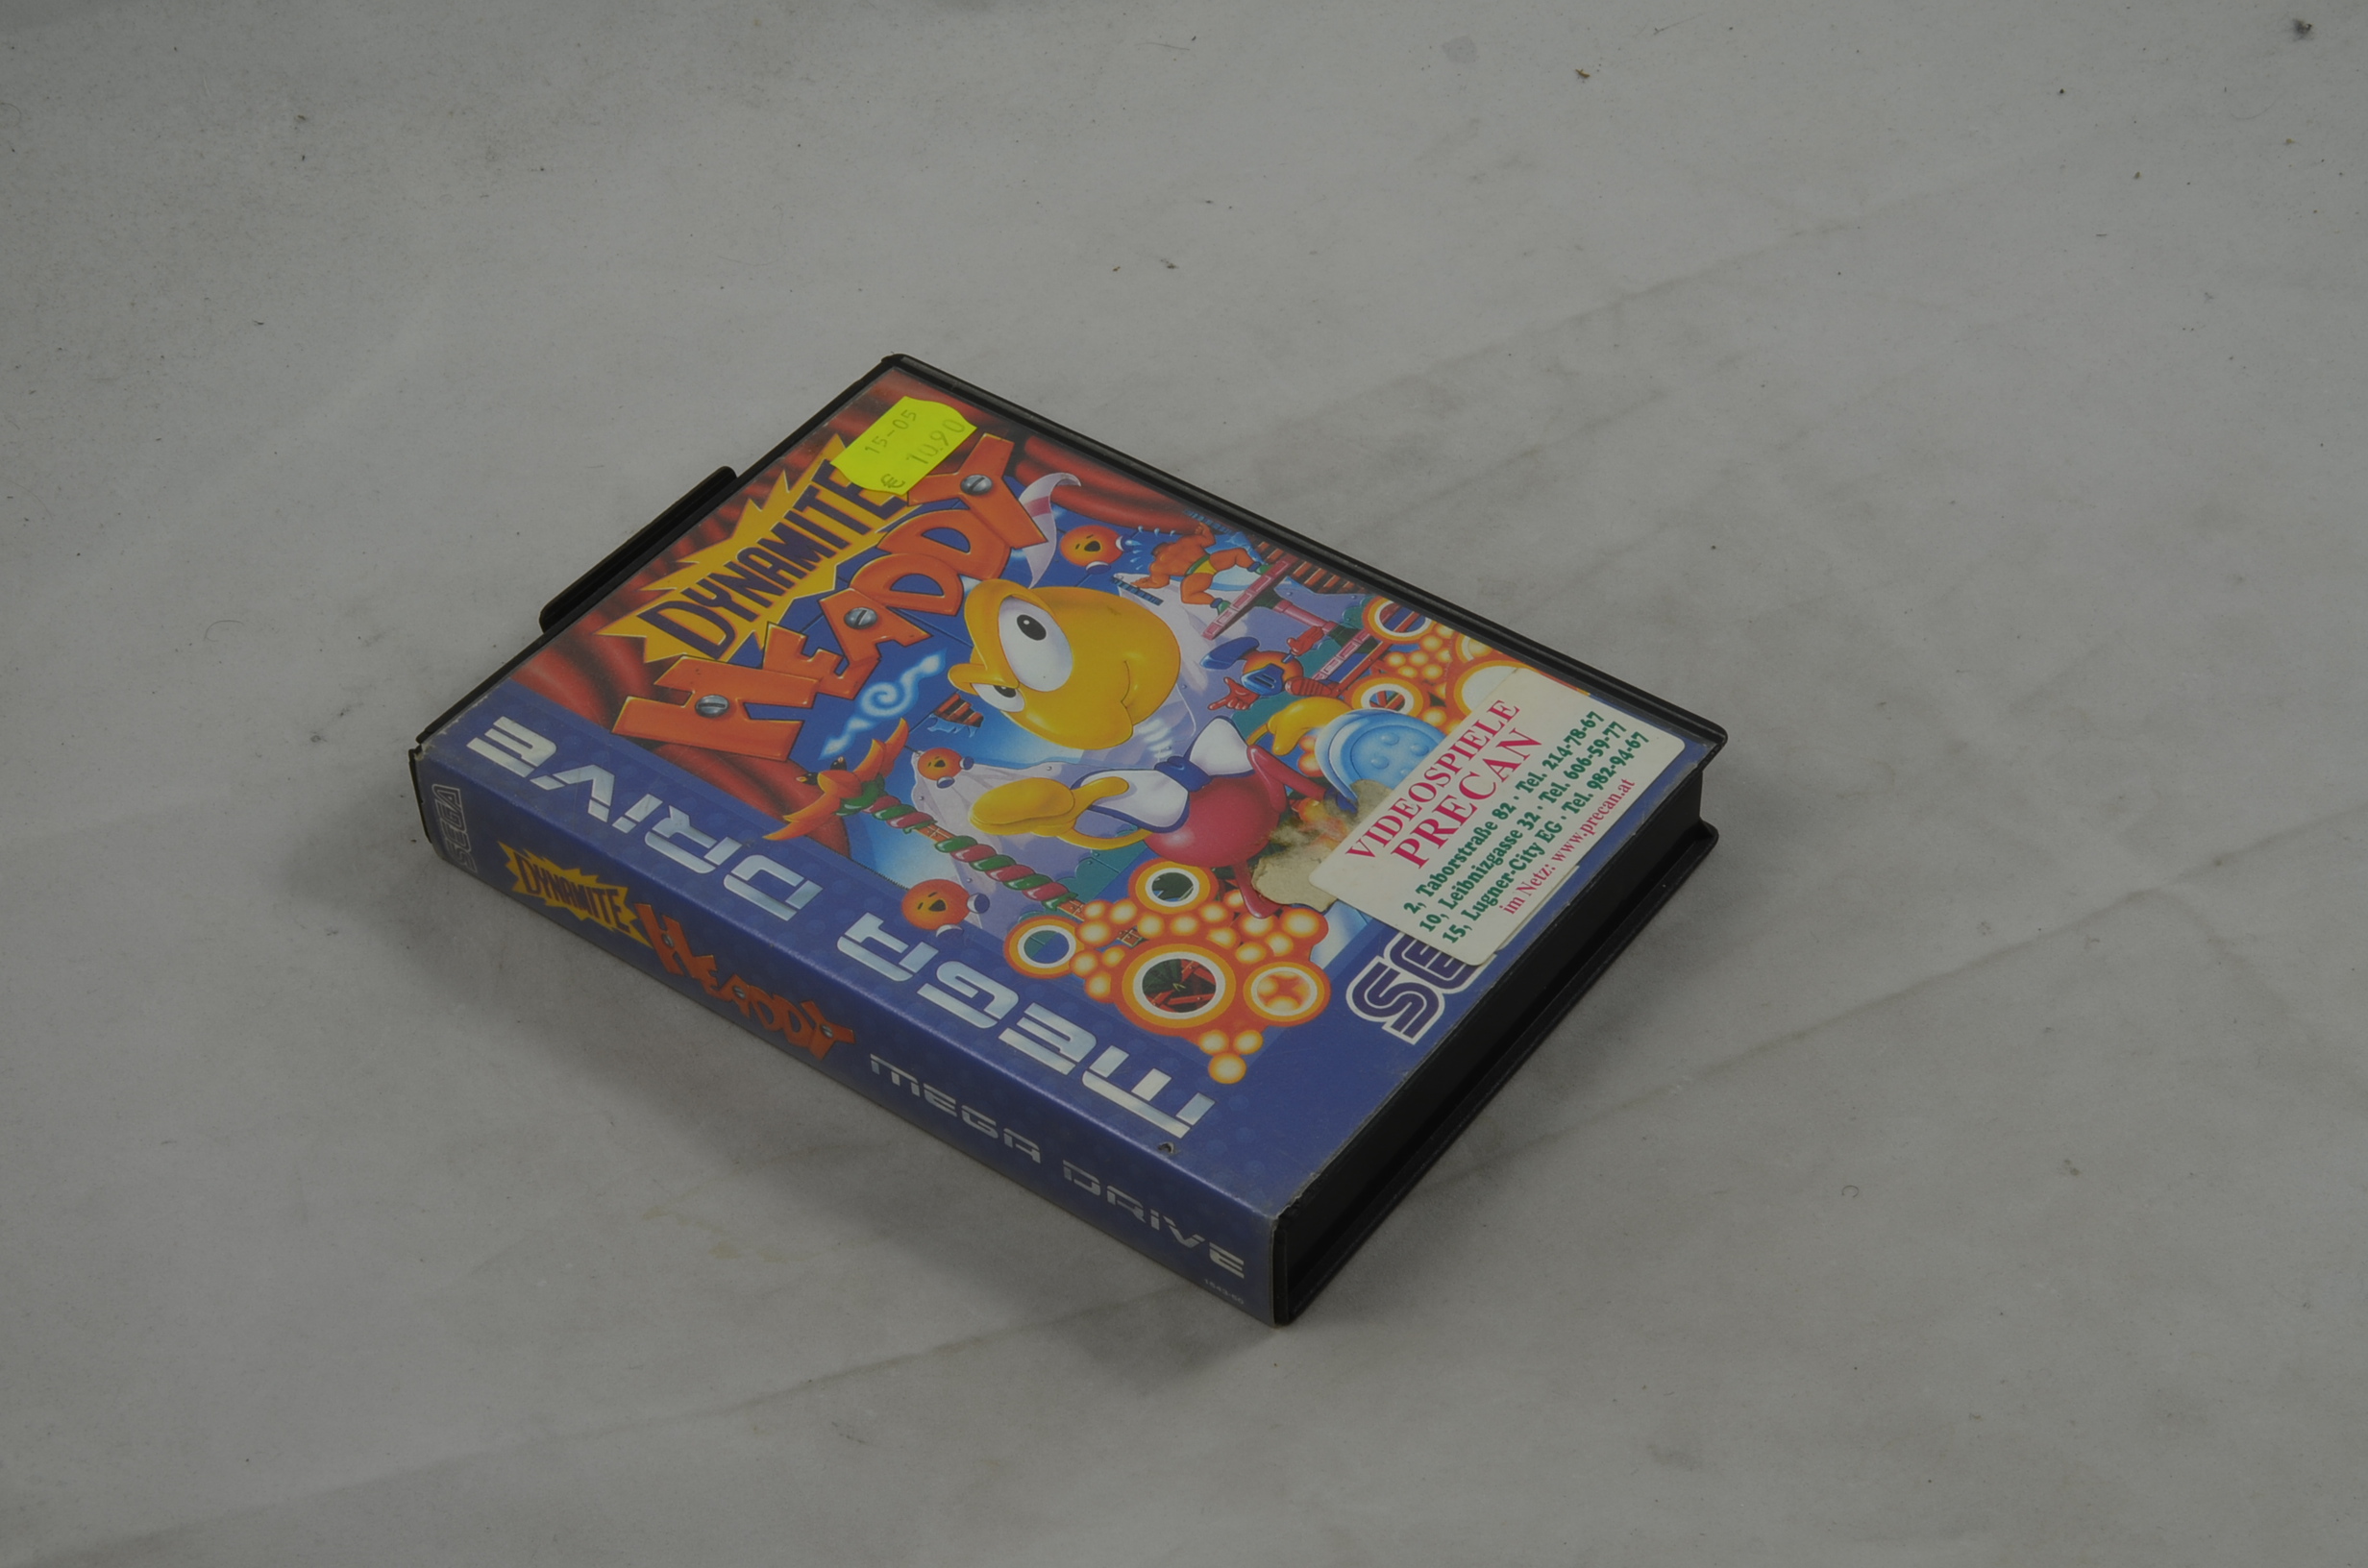 15-05
€ 10.90
DYNAMITE
HEADDY
MEGA DRIVE
VIDEOSPIELE
PRECAN
2, Taborstraße 82 · Tel. 214-78-67
10, Leibnizgasse 32 · Tel. 606-59-77
15, Lugner-City EG · Tel. 982-94-67
im Netz: www.precan.at
SE
SEGA
DYNAMITE
HEADDY
MEGA DRIVE